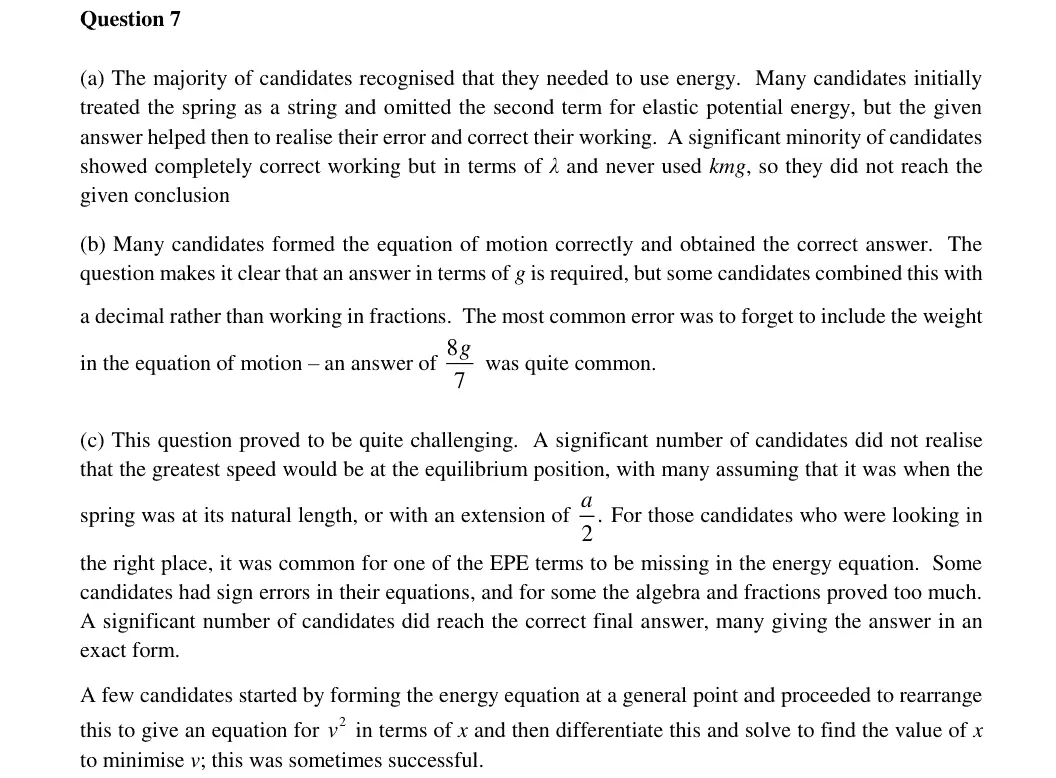 Question 7
(a) The majority of candidates recognised that they needed to use energy. Many candidates initially
treated the spring as a string and omitted the second term for elastic potential energy, but the given
answer helped then to realise their error and correct their working. A significant minority of candidates
showed completely correct working but in terms of λ and never used kmg, so they did not reach the
given conclusion
(b) Many candidates formed the equation of motion correctly and obtained the correct answer. The
question makes it clear that an answer in terms of g is required, but some candidates combined this with
a decimal rather than working in fractions. The most common error was to forget to include the weight
in the equation of motion – an answer of 8g/7 was quite common.
(c) This question proved to be quite challenging. A significant number of candidates did not realise
that the greatest speed would be at the equilibrium position, with many assuming that it was when the
spring was at its natural length, or with an extension of a/2. For those candidates who were looking in
the right place, it was common for one of the EPE terms to be missing in the energy equation. Some
candidates had sign errors in their equations, and for some the algebra and fractions proved too much.
A significant number of candidates did reach the correct final answer, many giving the answer in an
exact form.
A few candidates started by forming the energy equation at a general point and proceeded to rearrange
this to give an equation for v² in terms of x and then differentiate this and solve to find the value of x
to minimise v; this was sometimes successful.